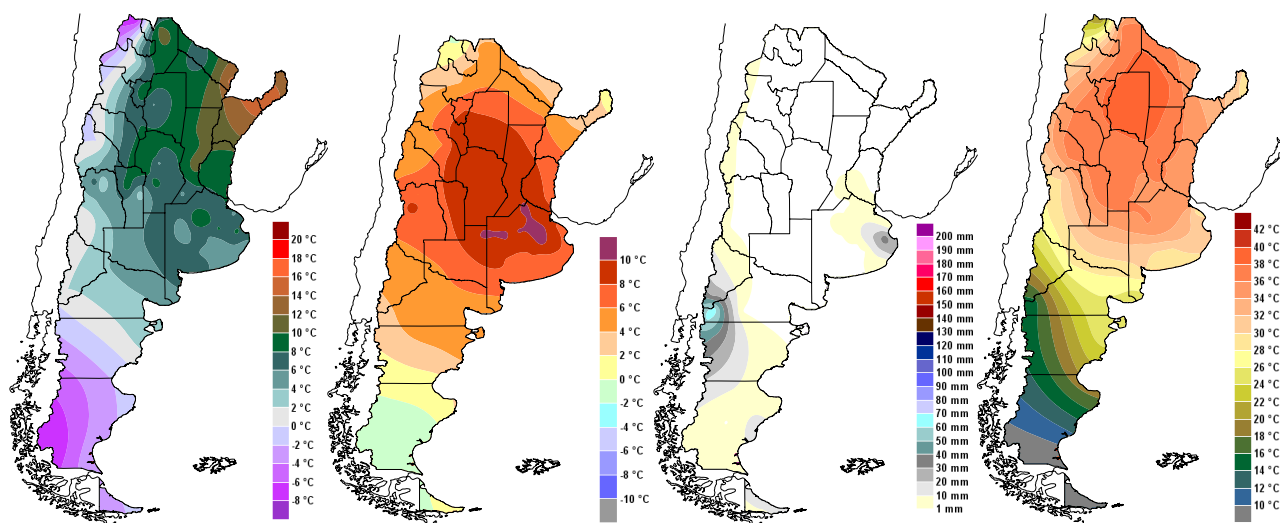 20 °C
18 °C
16 °C
14 °C
12 °C
10 °C
8 °C
6 °C
4 °C
2 °C
0 °C
-2 °C
-4 °C
-6 °C
-8 °C
10 °C
8 °C
6 °C
4 °C
2 °C
0 °C
-4 °C
-6 °C
-8 °C
-10 °C
200 mm
190 mm
180 mm
170 mm
160 mm
150 mm
140 mm
130 mm
120 mm
110 mm
100 mm
90 mm
80 mm
70 mm
60 mm
50 mm
40 mm
30 mm
20 mm
10 mm
1 mm
42 °C
40 °C
38 °C
36 °C
34 °C
32 °C
30 °C
28 °C
26 °C
24 °C
22 °C
20 °C
18 °C
16 °C
14 °C
12 °C
10 °C